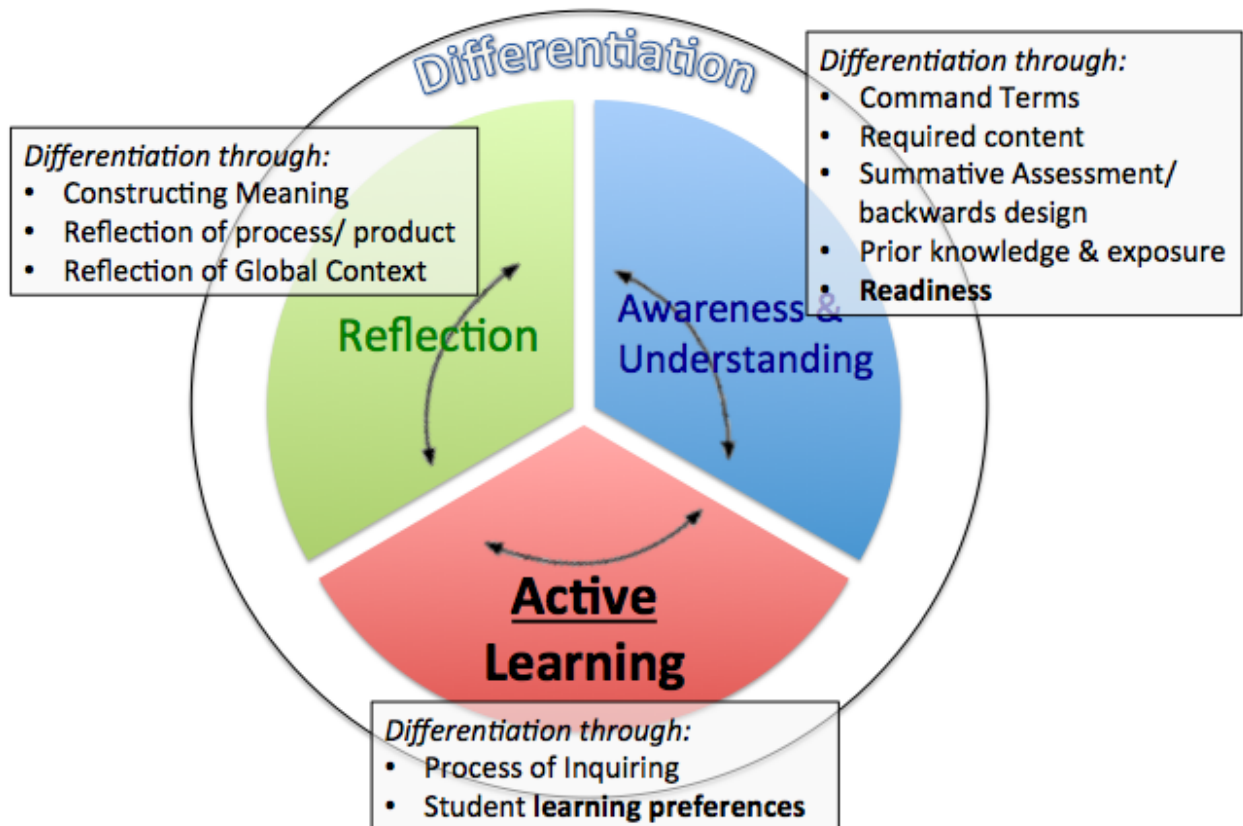 Differentiation
Differentiation through:
• Command Terms
• Required content
• Summative Assessment/
backwards design
• Prior knowledge & exposure
• Readiness
Differentiation through:
• Constructing Meaning
• Reflection of process/ product
• Reflection of Global Context
Reflection
Awareness &
Understanding
Active
Learning
Differentiation through:
• Process of Inquiring
• Student learning preferences